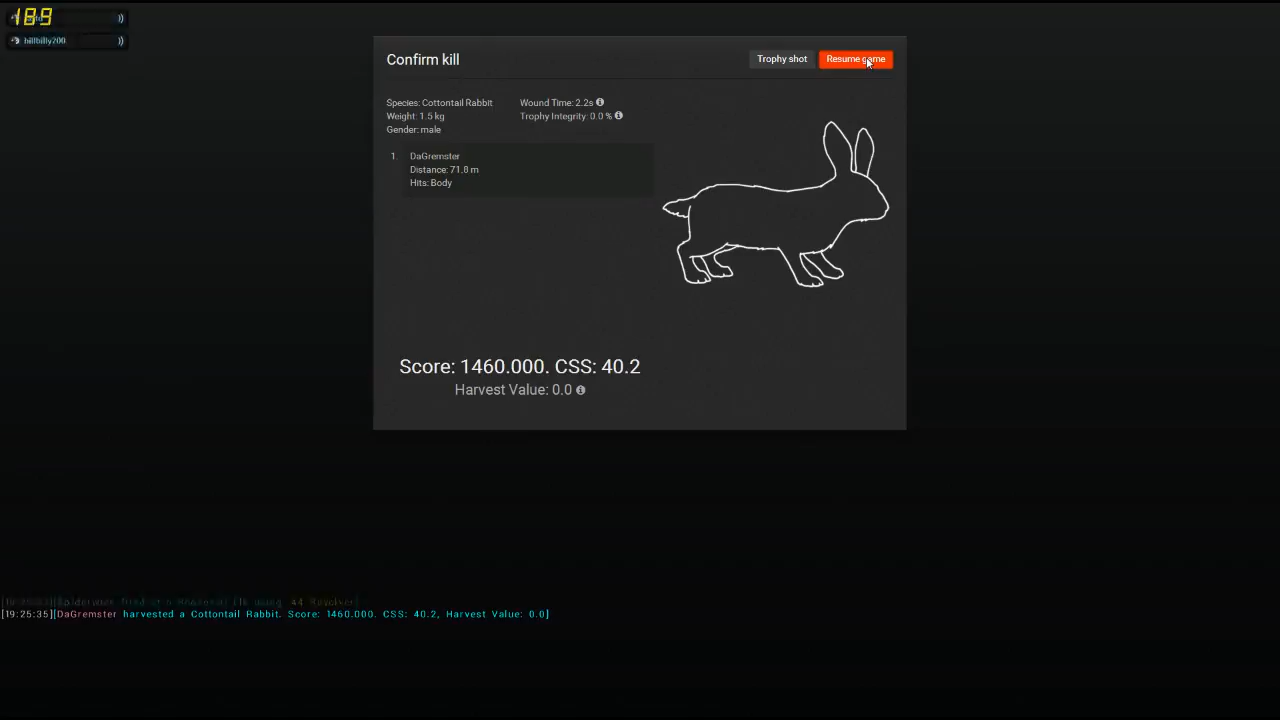 189
hillbilly200
Confirm kill
Trophy shot
Resume game
Species: Cottontail Rabbit
Weight: 1.5 kg
Gender: male
Wound Time: 2.2s
Trophy Integrity: 0.0 %
1.
DaGremster
Distance: 71.8 m
Hits: Body
Score: 1460.000. CSS: 40.2
Harvest Value: 0.0
[19:25:35][DaGremster harvested a Cottontail Rabbit. Score: 1460.000. CSS: 40.2, Harvest Value: 0.0]